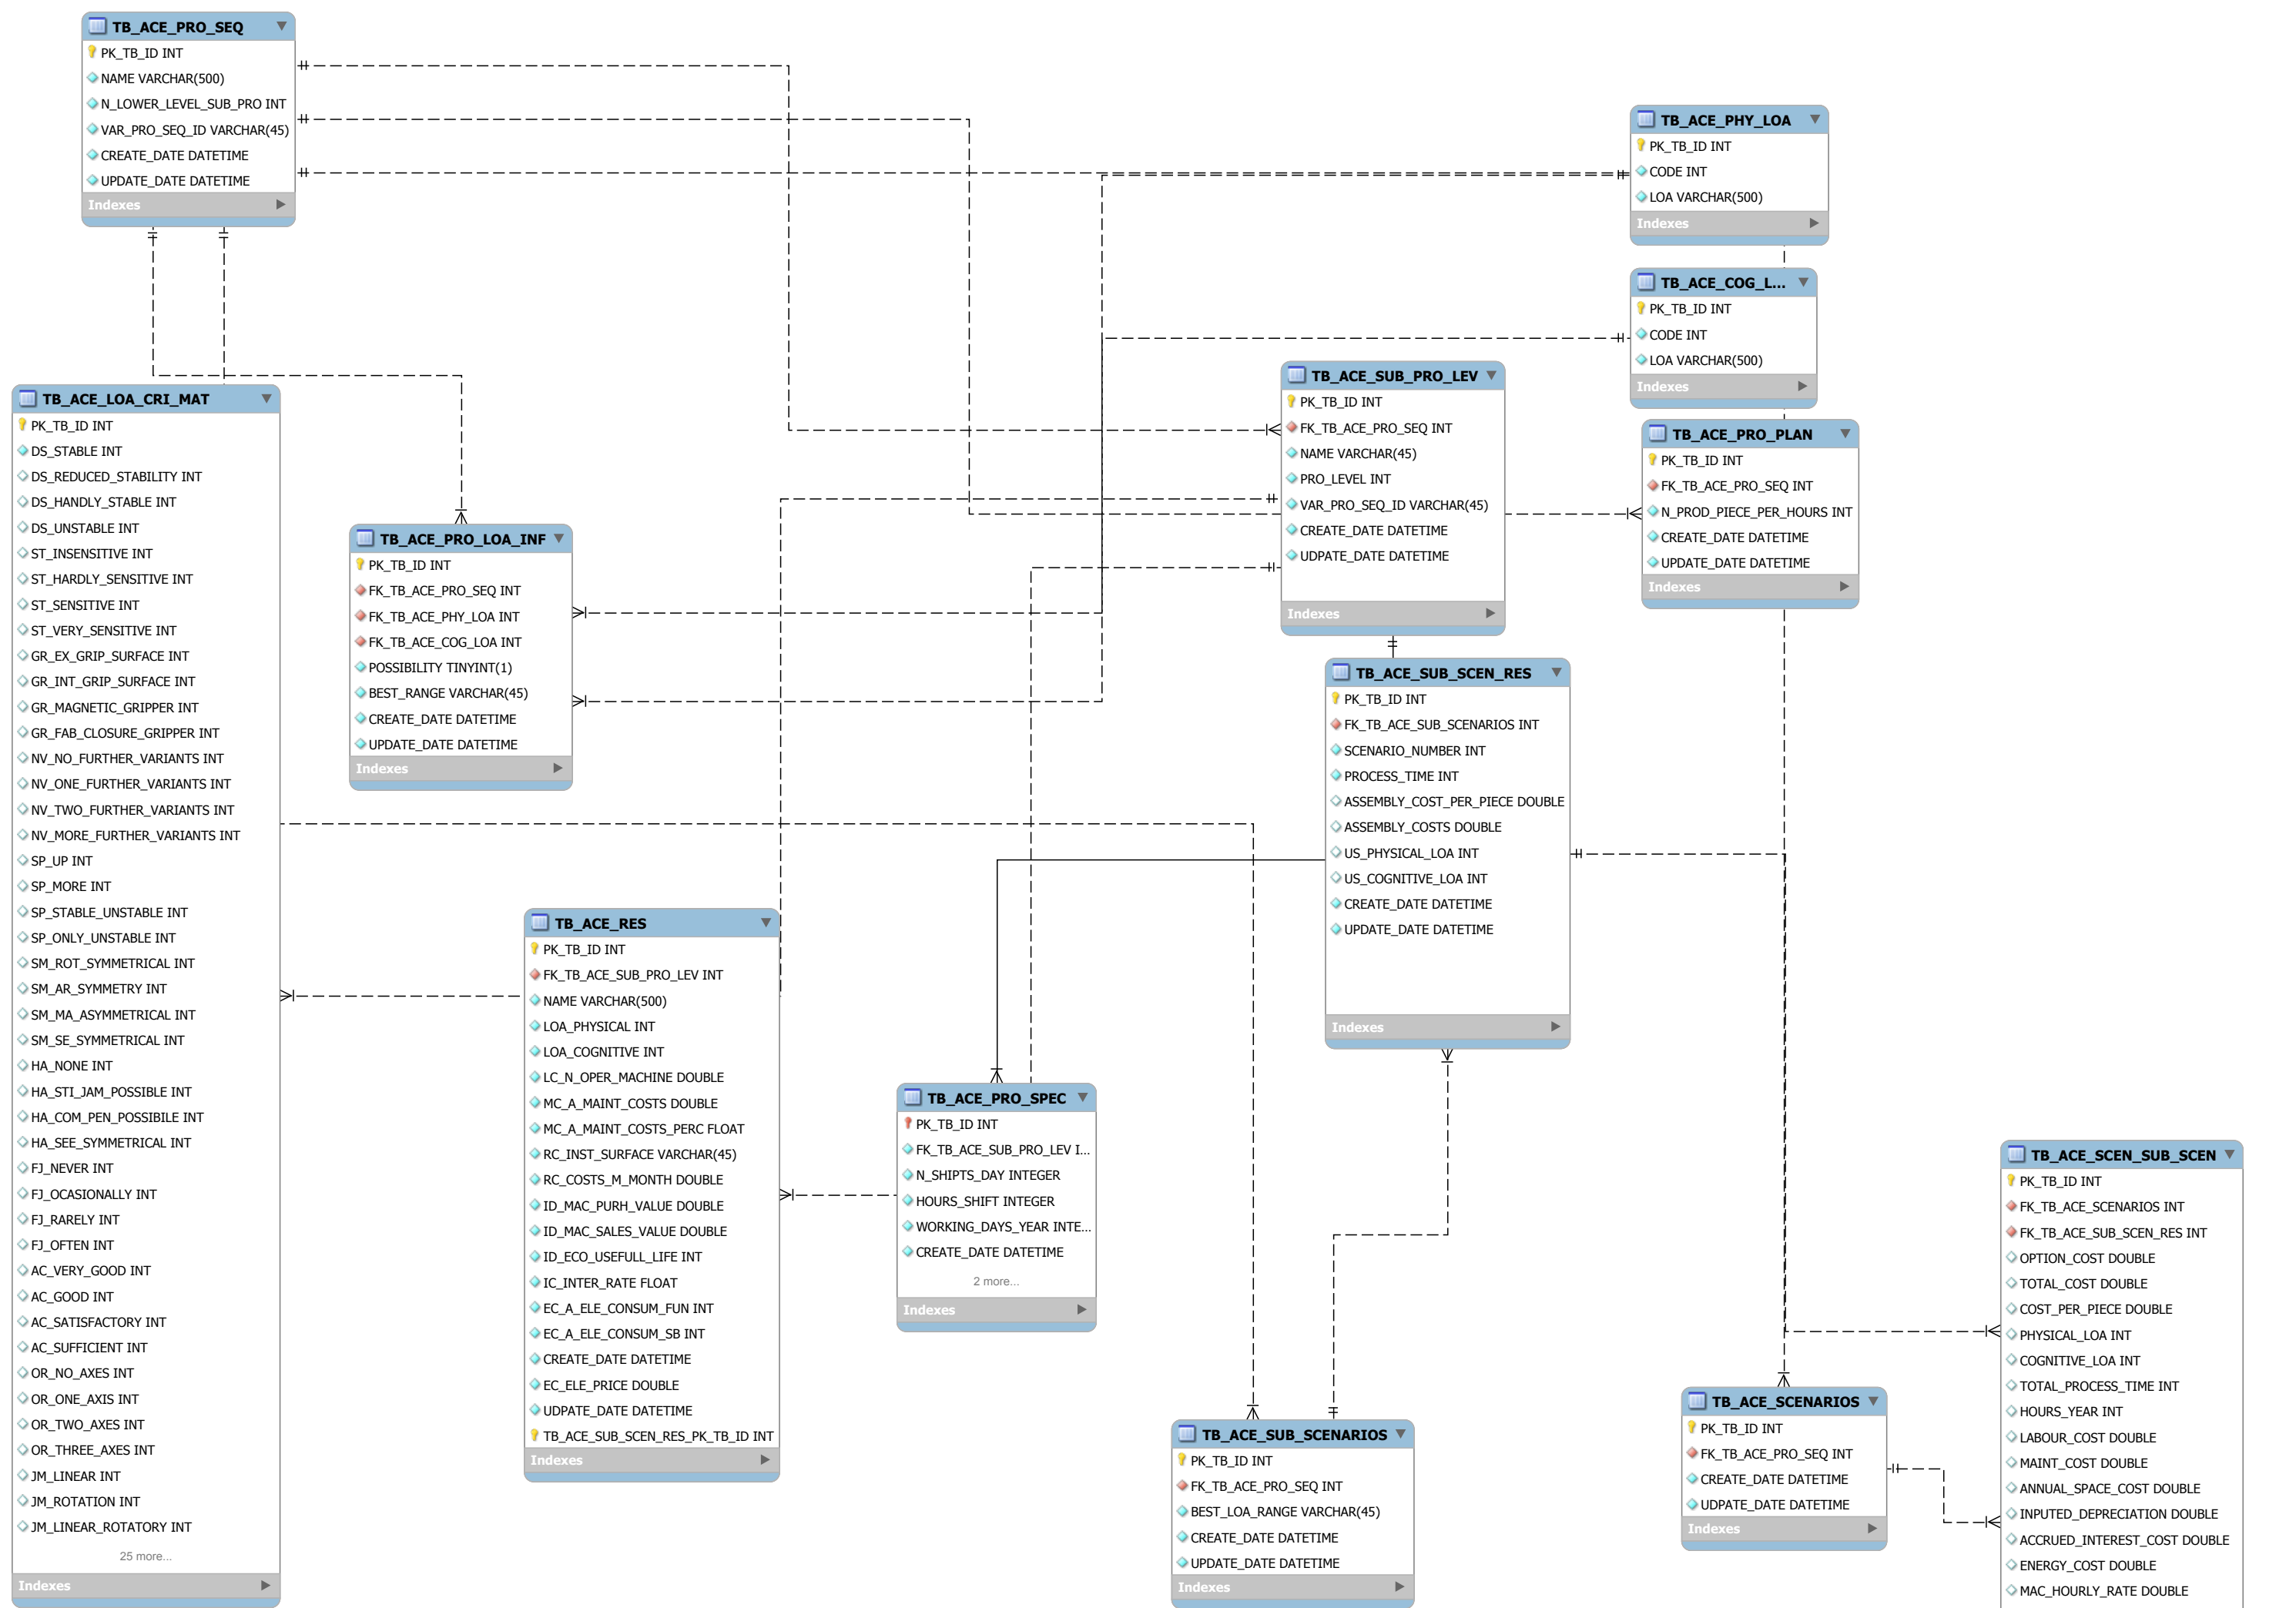 TB_ACE_PRO_SEQ
PK_TB_ID INT
NAME VARCHAR(500)
N_LOWER_LEVEL_SUB_PRO INT
VAR_PRO_SEQ_ID VARCHAR(45)
CREATE_DATE DATETIME
UPDATE_DATE DATETIME
Indexes
TB_ACE_PHY_LOA
PK_TB_ID INT
CODE INT
LOA VARCHAR(500)
Indexes
TB_ACE_COG_L...
PK_TB_ID INT
CODE INT
LOA VARCHAR(500)
Indexes
TB_ACE_SUB_PRO_LEV
PK_TB_ID INT
FK_TB_ACE_PRO_SEQ INT
NAME VARCHAR(45)
PRO_LEVEL INT
VAR_PRO_SEQ_ID VARCHAR(45)
CREATE_DATE DATETIME
UDPATE_DATE DATETIME
Indexes
TB_ACE_PRO_PLAN
PK_TB_ID INT
FK_TB_ACE_PRO_SEQ INT
N_PROD_PIECE_PER_HOURS INT
CREATE_DATE DATETIME
UPDATE_DATE DATETIME
Indexes
TB_ACE_LOA_CRI_MAT
PK_TB_ID INT
DS_STABLE INT
DS_REDUCED_STABILITY INT
DS_HANDLY_STABLE INT
DS_UNSTABLE INT
ST_INSENSITIVE INT
ST_HARDLY_SENSITIVE INT
ST_SENSITIVE INT
ST_VERY_SENSITIVE INT
GR_EX_GRIP_SURFACE INT
GR_INT_GRIP_SURFACE INT
GR_MAGNETIC_GRIPPER INT
GR_FAB_CLOSURE_GRIPPER INT
NV_NO_FURTHER_VARIANTS INT
NV_ONE_FURTHER_VARIANTS INT
NV_TWO_FURTHER_VARIANTS INT
NV_MORE_FURTHER_VARIANTS INT
SP_UP INT
SP_MORE INT
SP_STABLE_UNSTABLE INT
SP_ONLY_UNSTABLE INT
SM_ROT_SYMMETRICAL INT
SM_AR_SYMMETRY INT
SM_MA_ASYMMETRICAL INT
SM_SE_SYMMETRICAL INT
HA_NONE INT
HA_STI_JAM_POSSIBLE INT
HA_COM_PEN_POSSIBILE INT
HA_SEE_SYMMETRICAL INT
FJ_NEVER INT
FJ_OCASIONALLY INT
FJ_RARELY INT
FJ_OFTEN INT
AC_VERY_GOOD INT
AC_GOOD INT
AC_SATISFACTORY INT
AC_SUFFICIENT INT
OR_NO_AXES INT
OR_ONE_AXIS INT
OR_TWO_AXES INT
OR_THREE_AXES INT
JM_LINEAR INT
JM_ROTATION INT
JM_LINEAR_ROTATORY INT
25 more...
Indexes
TB_ACE_PRO_LOA_INF
PK_TB_ID INT
FK_TB_ACE_PRO_SEQ INT
FK_TB_ACE_PHY_LOA INT
FK_TB_ACE_COG_LOA INT
POSSIBILITY TINYINT(1)
BEST_RANGE VARCHAR(45)
CREATE_DATE DATETIME
UPDATE_DATE DATETIME
Indexes
TB_ACE_SUB_SCEN_RES
PK_TB_ID INT
FK_TB_ACE_SUB_SCENARIOS INT
SCENARIO_NUMBER INT
PROCESS_TIME INT
ASSEMBLY_COST_PER_PIECE DOUBLE
ASSEMBLY_COSTS DOUBLE
US_PHYSICAL_LOA INT
US_COGNITIVE_LOA INT
CREATE_DATE DATETIME
UPDATE_DATE DATETIME
Indexes
TB_ACE_RES
PK_TB_ID INT
FK_TB_ACE_SUB_PRO_LEV INT
NAME VARCHAR(500)
LOA_PHYSICAL INT
LOA_COGNITIVE INT
LC_N_OPER_MACHINE DOUBLE
MC_A_MAINT_COSTS DOUBLE
MC_A_MAINT_COSTS_PERC FLOAT
RC_INST_SURFACE VARCHAR(45)
RC_COSTS_M_MONTH DOUBLE
ID_MAC_PURH_VALUE DOUBLE
ID_MAC_SALES_VALUE DOUBLE
ID_ECO_USEFULL_LIFE INT
IC_INTER_RATE FLOAT
EC_A_ELE_CONSUM_FUN INT
EC_A_ELE_CONSUM_SB INT
CREATE_DATE DATETIME
EC_ELE_PRICE DOUBLE
UDPATE_DATE DATETIME
TB_ACE_SUB_SCEN_RES_PK_TB_ID INT
Indexes
TB_ACE_PRO_SPEC
PK_TB_ID INT
FK_TB_ACE_SUB_PRO_LEV I...
N_SHIPTS_DAY INTEGER
HOURS_SHIFT INTEGER
WORKING_DAYS_YEAR INTE...
CREATE_DATE DATETIME
2 more...
Indexes
TB_ACE_SUB_SCENARIOS
PK_TB_ID INT
FK_TB_ACE_PRO_SEQ INT
BEST_LOA_RANGE VARCHAR(45)
CREATE_DATE DATETIME
UPDATE_DATE DATETIME
Indexes
TB_ACE_SCENARIOS
PK_TB_ID INT
FK_TB_ACE_PRO_SEQ INT
CREATE_DATE DATETIME
UDPATE_DATE DATETIME
Indexes
TB_ACE_SCEN_SUB_SCEN
PK_TB_ID INT
FK_TB_ACE_SCENARIOS INT
FK_TB_ACE_SUB_SCEN_RES INT
OPTION_COST DOUBLE
TOTAL_COST DOUBLE
COST_PER_PIECE DOUBLE
PHYSICAL_LOA INT
COGNITIVE_LOA INT
TOTAL_PROCESS_TIME INT
HOURS_YEAR INT
LABOUR_COST DOUBLE
MAINT_COST DOUBLE
ANNUAL_SPACE_COST DOUBLE
INPUTED_DEPRECIATION DOUBLE
ACCRUED_INTEREST_COST DOUBLE
ENERGY_COST DOUBLE
MAC_HOURLY_RATE DOUBLE